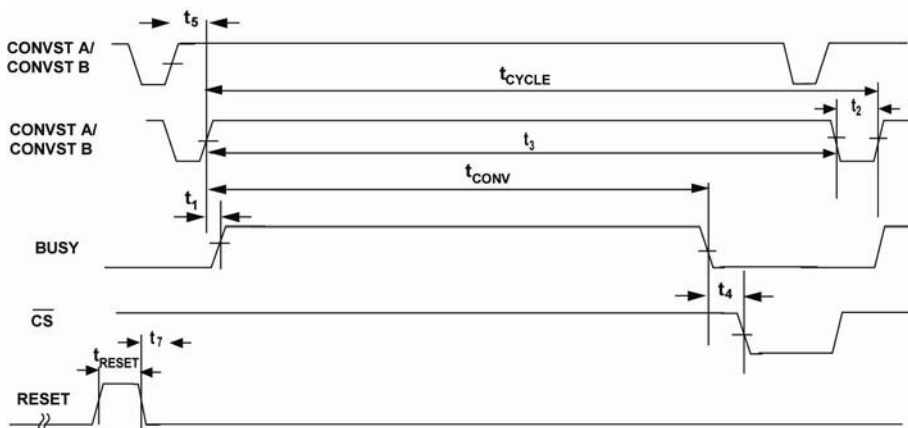 t5
CONVST A/
CONVST B
tCYCLE
t2
CONVST A/
CONVST B
t3
tCONV
t1
BUSY
t4
CS
t7
tRESET
RESET